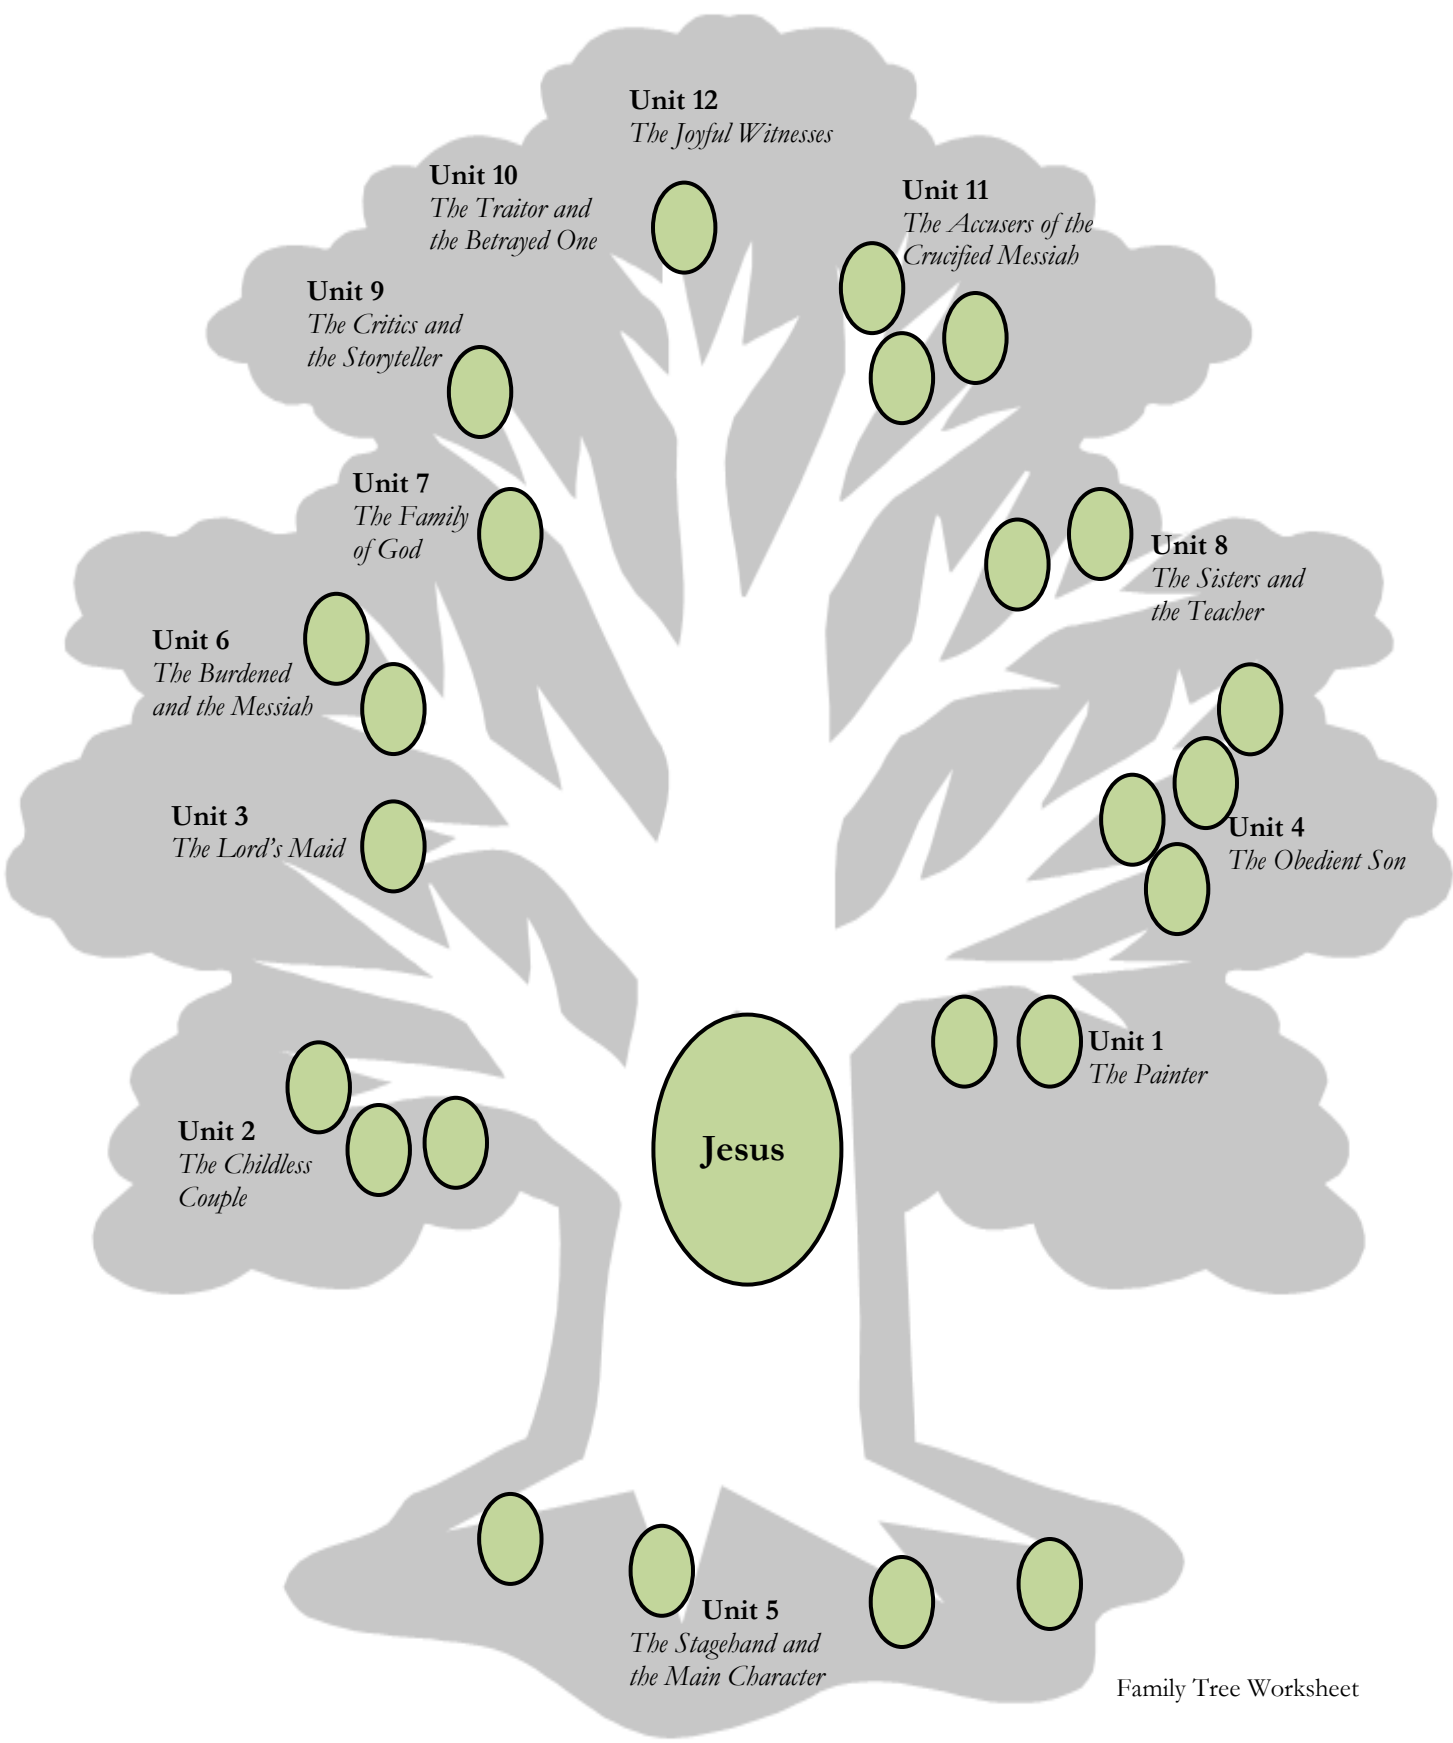 Unit 12
The Joyful Witnesses
Unit 10
The Traitor and
the Betrayed One
Unit 11
The Accusers of the
Crucified Messiah
Unit 9
The Critics and
the Storyteller
Unit 7
The Family
of God
Unit 8
The Sisters and
the Teacher
Unit 6
The Burdened
and the Messiah
Unit 3
The Lord's Maid
Unit 4
The Obedient Son
Unit 1
The Painter
Jesus
Unit 2
The Childless
Couple
Unit 5
The Stagehand and
the Main Character
Family Tree Worksheet